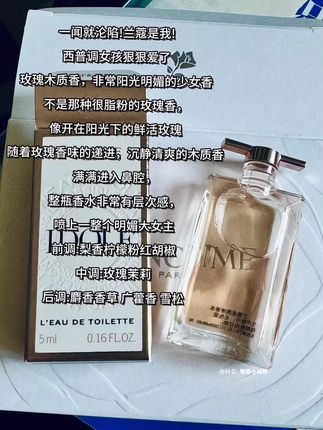 一闻就沦陷!兰蔻是我!
西普调女孩狠狠爱了
玫瑰木质香，非常阳光明媚的少女香
不是那种很脂粉的玫瑰香，
像开在阳光下的鲜活玫瑰
随着玫瑰香味的递进，沉静清爽的木质香
满满进入鼻腔，
整瓶香水非常有层次感，
喷上一整个明媚大女主
前调:梨香柠檬粉红胡椒
中调:玫瑰茉莉
后调:麝香香草 广藿香 雪松
L'EAU DE TOILETTE
5 ml 0.16 FL.OZ.